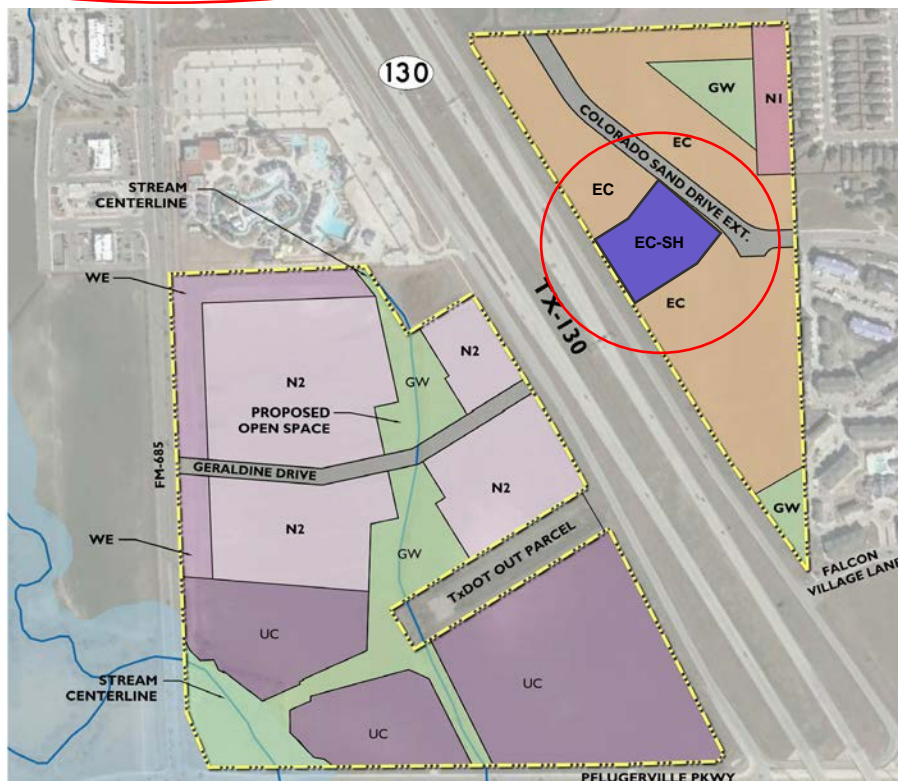 130
GW
N1
COLORADO SAND DRIVE EXT.
EC
EC
EC-SH
EC
STREAM
CENTERLINE
WE
TX-130
N2
N2
GW
PROPOSED
OPEN SPACE
FM-685
GERALDINE DRIVE
N2
N2
GW
WE
GW
TxDOT OUT PARCEL
FALCON
VILLAGE LANE
UC
UC
STREAM
CENTERLINE
UC
PFLUGERVILLE PKWY